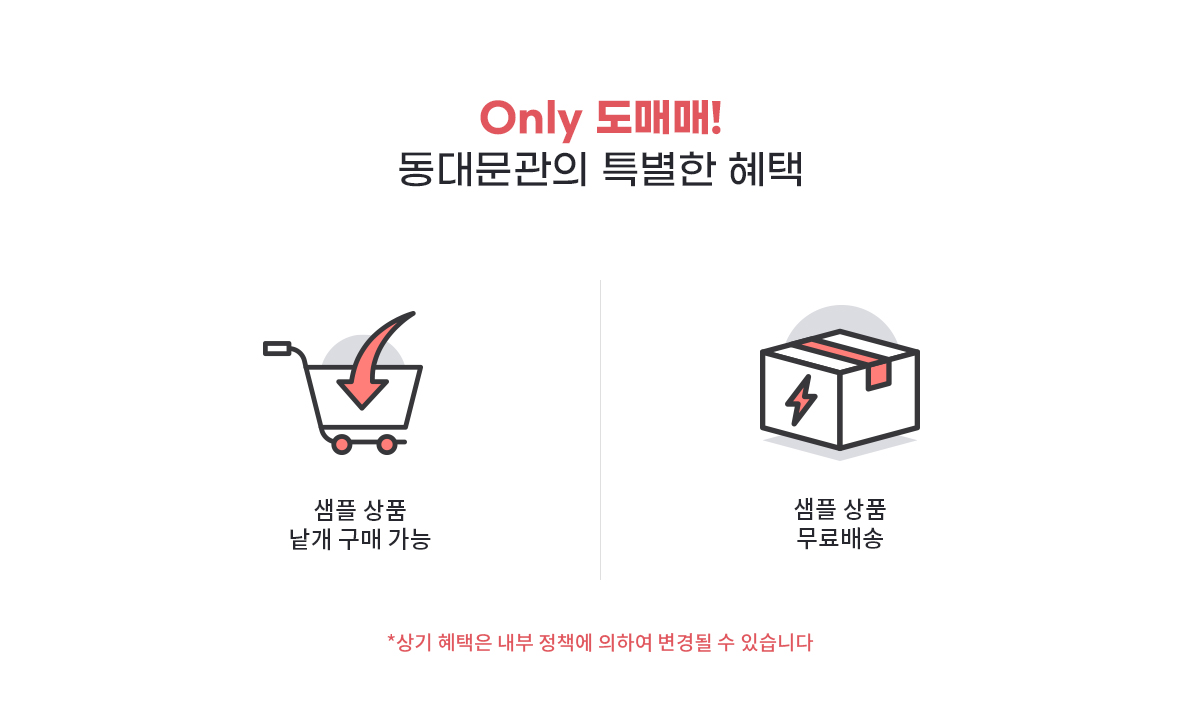 Only 도매매!
동대문관의 특별한 혜택
샘플 상품
낱개 구매 가능
샘플 상품
무료배송
*상기 혜택은 내부 정책에 의하여 변경될 수 있습니다